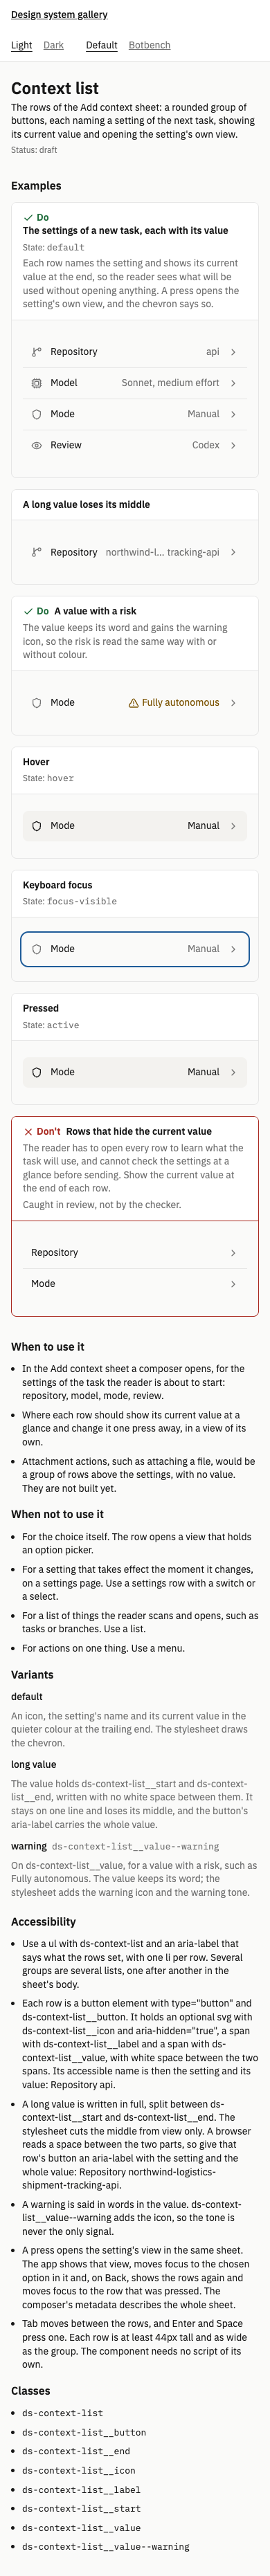 Design system gallery
Light Dark Default Botbench
Context list
The rows of the Add context sheet: a rounded group of
buttons, each naming a setting of the next task, showing
its current value and opening the setting's own view.
Status: draft
Examples
Do
The settings of a new task, each with its value
State: default
Each row names the setting and shows its current
value at the end, so the reader sees what will be
used without opening anything. A press opens the
setting's own view, and the chevron says so.
Repository api
Model Sonnet, medium effort
Mode Manual
Review Codex
A long value loses its middle
Repository northwind-l... tracking-api
Do A value with a risk
The value keeps its word and gains the warning
icon, so the risk is read the same way with or
without colour.
Mode Fully autonomous
Hover
State: hover
Mode Manual
Keyboard focus
State: focus-visible
Mode Manual
Pressed
State: active
Mode Manual
Don't Rows that hide the current value
The reader has to open every row to learn what the
task will use, and cannot check the settings at a
glance before sending. Show the current value at
the end of each row.
Caught in review, not by the checker.
Repository
Mode
When to use it
• In the Add context sheet a composer opens, for the
settings of the task the reader is about to start:
repository, model, mode, review.
• Where each row should show its current value at a
glance and change it one press away, in a view of its
own.
• Attachment actions, such as attaching a file, would be
a group of rows above the settings, with no value.
They are not built yet.
When not to use it
• For the choice itself. The row opens a view that holds
an option picker.
• For a setting that takes effect the moment it changes,
on a settings page. Use a settings row with a switch or
a select.
• For a list of things the reader scans and opens, such as
tasks or branches. Use a list.
• For actions on one thing. Use a menu.
Variants
default
An icon, the setting's name and its current value in the
quieter colour at the trailing end. The stylesheet draws
the chevron.
long value
The value holds ds-context-list__start and ds-context-
list__end, written with no white space between them. It
stays on one line and loses its middle, and the button's
aria-label carries the whole value.
warning ds-context-list__value--warning
On ds-context-list__value, for a value with a risk, such as
Fully autonomous. The value keeps its word; the
stylesheet adds the warning icon and the warning tone.
Accessibility
• Use a ul with ds-context-list and an aria-label that
says what the rows set, with one li per row. Several
groups are several lists, one after another in the
sheet's body.
• Each row is a button element with type="button" and
ds-context-list__button. It holds an optional svg with
ds-context-list__icon and aria-hidden="true", a span
with ds-context-list__label and a span with ds-
context-list__value, with white space between the two
spans. Its accessible name is then the setting and its
value: Repository api.
• A long value is written in full, split between ds-
context-list__start and ds-context-list__end. The
stylesheet cuts the middle from view only. A browser
reads a space between the two parts, so give that
row's button an aria-label with the setting and the
whole value: Repository northwind-logistics-
shipment-tracking-api.
• A warning is said in words in the value. ds-context-
list__value--warning adds the icon, so the tone is
never the only signal.
• A press opens the setting's view in the same sheet.
The app shows that view, moves focus to the chosen
option in it and, on Back, shows the rows again and
moves focus to the row that was pressed. The
composer's metadata describes the whole sheet.
• Tab moves between the rows, and Enter and Space
press one. Each row is at least 44px tall and as wide
as the group. The component needs no script of its
own.
Classes
• ds-context-list
• ds-context-list__button
• ds-context-list__end
• ds-context-list__icon
• ds-context-list__label
• ds-context-list__start
• ds-context-list__value
• ds-context-list__value--warning